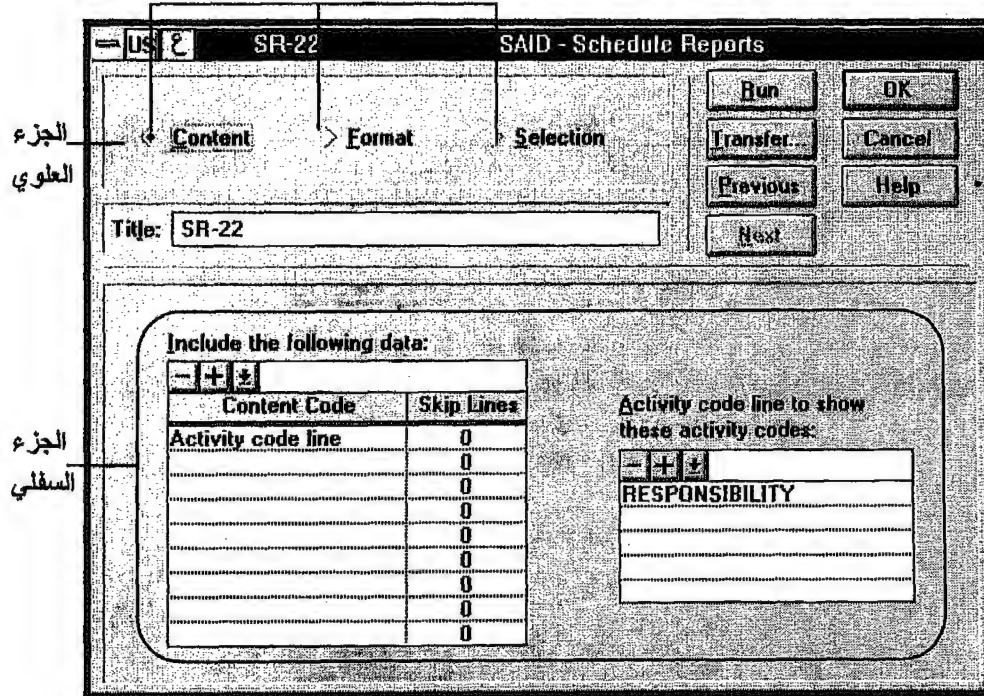 US ع SR-22 SAID - Schedule Reports
Run OK
الجزء العلوي
Content Format Selection
Transfer... Cancel
Previous Help
Title: SR-22
Next
Include the following data:
Content Code Skip Lines
Activity code line to show
these activity codes:
Activity code line 0
0
0
0
0
0
0
0
0
RESPONSIBILITY
الجزء
السفلي